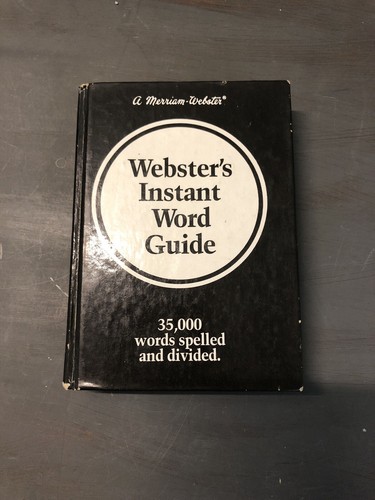 A Merriam-Webster®
Webster's
Instant
Word
Guide
35,000
words spelled
and divided.